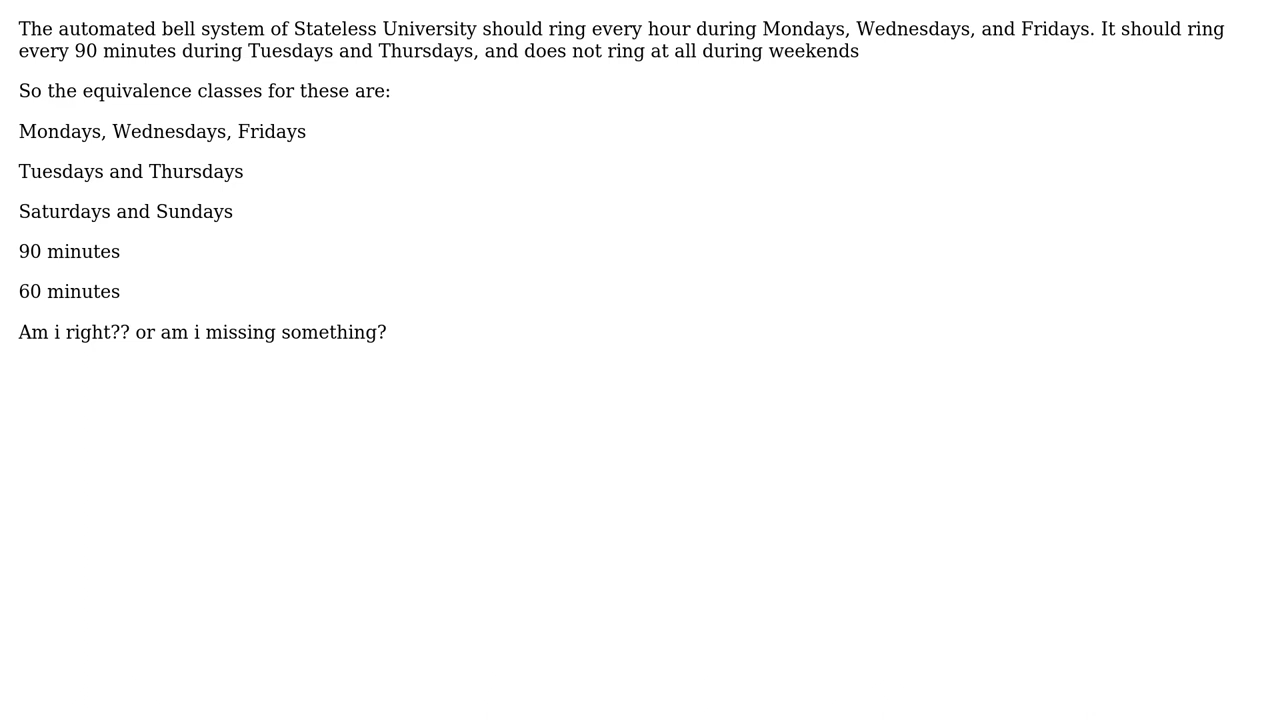 The automated bell system of Stateless University should ring every hour during Mondays, Wednesdays, and Fridays. It should ring
every 90 minutes during Tuesdays and Thursdays, and does not ring at all during weekends
So the equivalence classes for these are:
Mondays, Wednesdays, Fridays
Tuesdays and Thursdays
Saturdays and Sundays
90 minutes
60 minutes
Am i right?? or am i missing something?